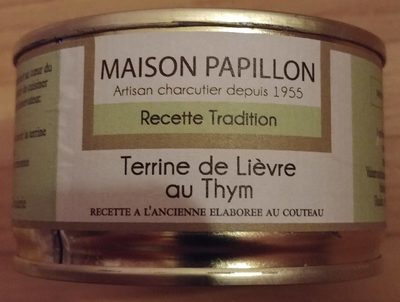 MAISON PAPILLON
Artisan charcutier depuis 1955
Recette Tradition
Terrine de Lièvre
au Thym
RECETTE A L'ANCIENNE ELABOREE AU COUTEAU